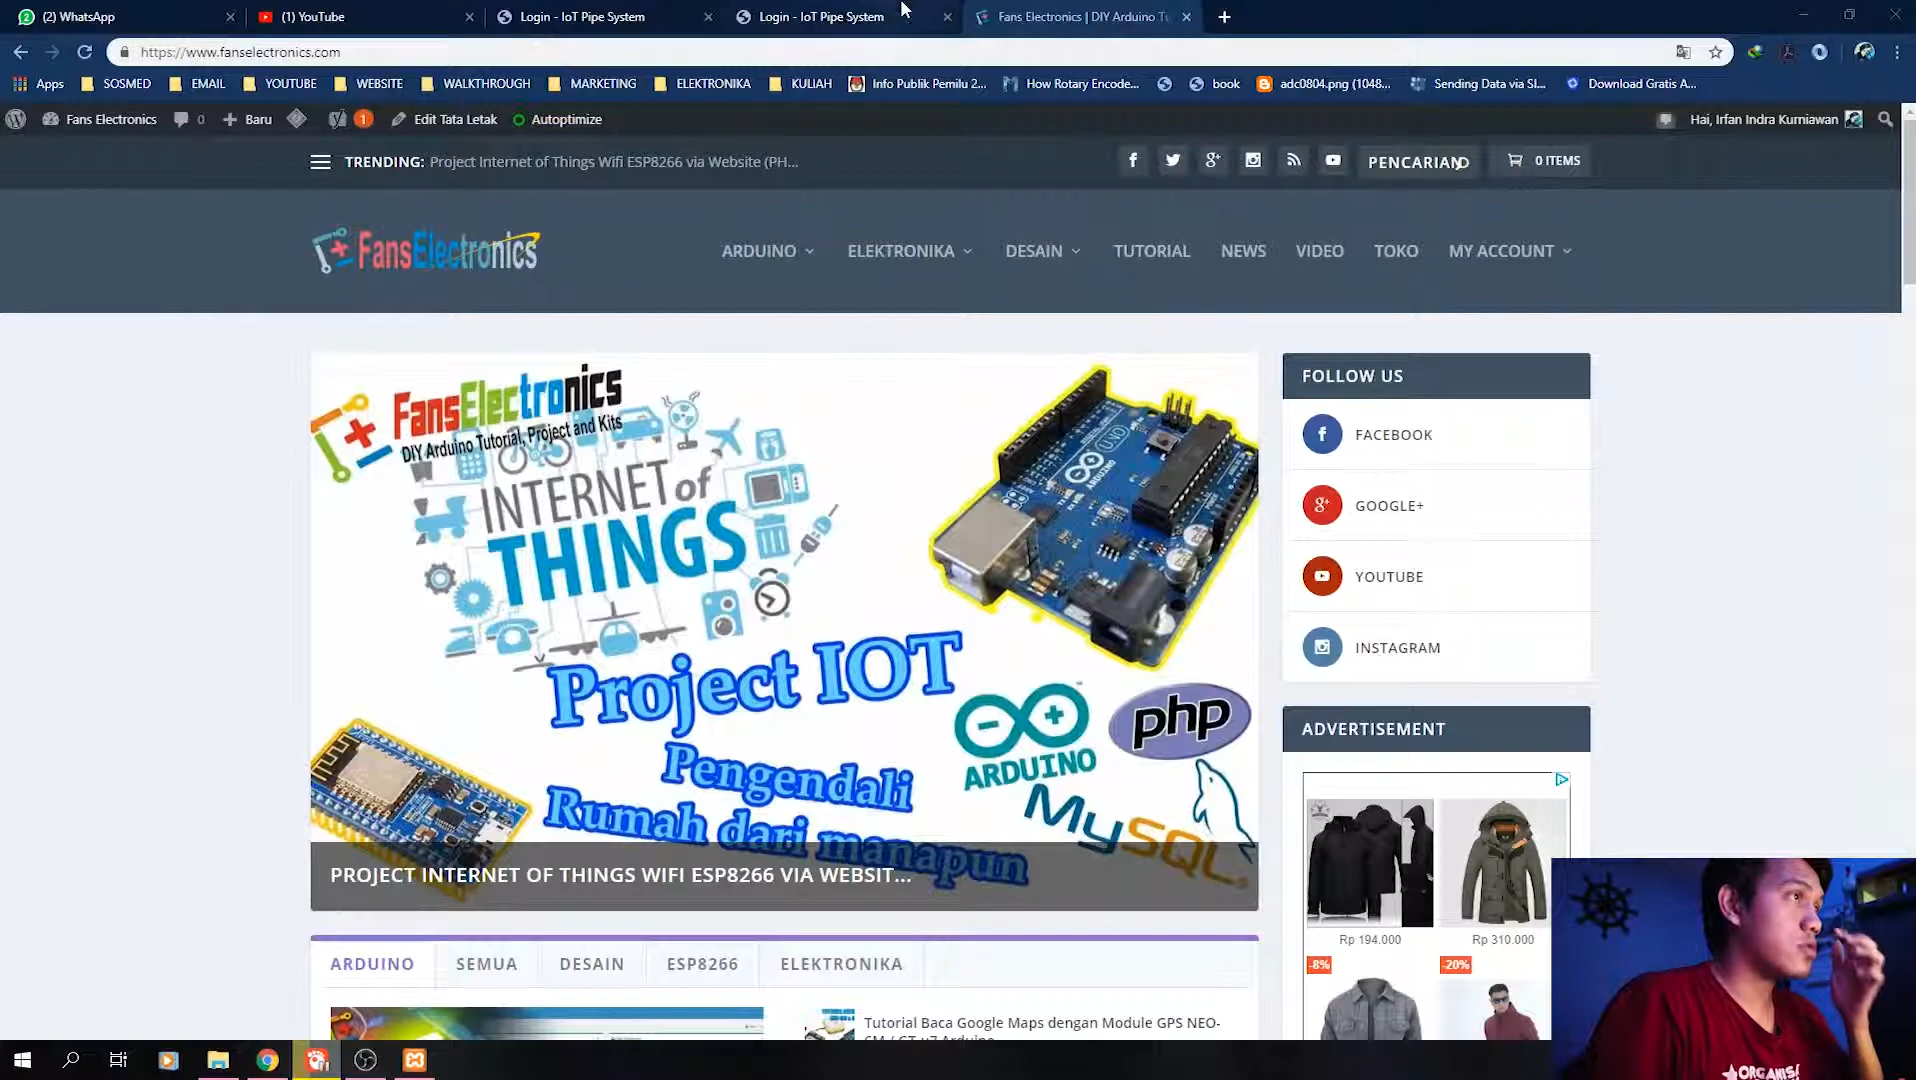 (2) WhatsApp
(1) YouTube
Login - IoT Pipe System
Login - IoT Pipe System
Fans Electronics | DIY Arduino Tu
https://www.fanselectronics.com
Apps
SOSMED
EMAIL
YOUTUBE
WEBSITE
WALKTHROUGH
MARKETING
ELEKTRONIKA
KULIAH
Info Publik Pemilu 2...
How Rotary Encode...
book
adc0804.png (1048...
Sending Data via SI...
Download Gratis A...
Fans Electronics
0
Baru
1
Edit Tata Letak
Autoptimize
Hai, Irfan Indra Kurniawan
TRENDING: Project Internet of Things Wifi ESP8266 via Website (PH...
PENCARIAN
0 ITEMS
FansElectronics
ARDUINO
ELEKTRONIKA
DESAIN
TUTORIAL
NEWS
VIDEO
TOKO
MY ACCOUNT
FansElectronics
DIY Arduino Tutorial, Project and Kits
INTERNET of
THINGS
UNO
ARDUINO
Project IOT
Pengendali
Rumah dari manapun
ARDUINO
php
MySQL
PROJECT INTERNET OF THINGS WIFI ESP8266 VIA WEBSIT...
FOLLOW US
FACEBOOK
GOOGLE+
YOUTUBE
INSTAGRAM
ADVERTISEMENT
Rp 194.000
Rp 310.000
-8%
-20%
ARDUINO
SEMUA
DESAIN
ESP8266
ELEKTRONIKA
Tutorial Baca Google Maps dengan Module GPS NEO-